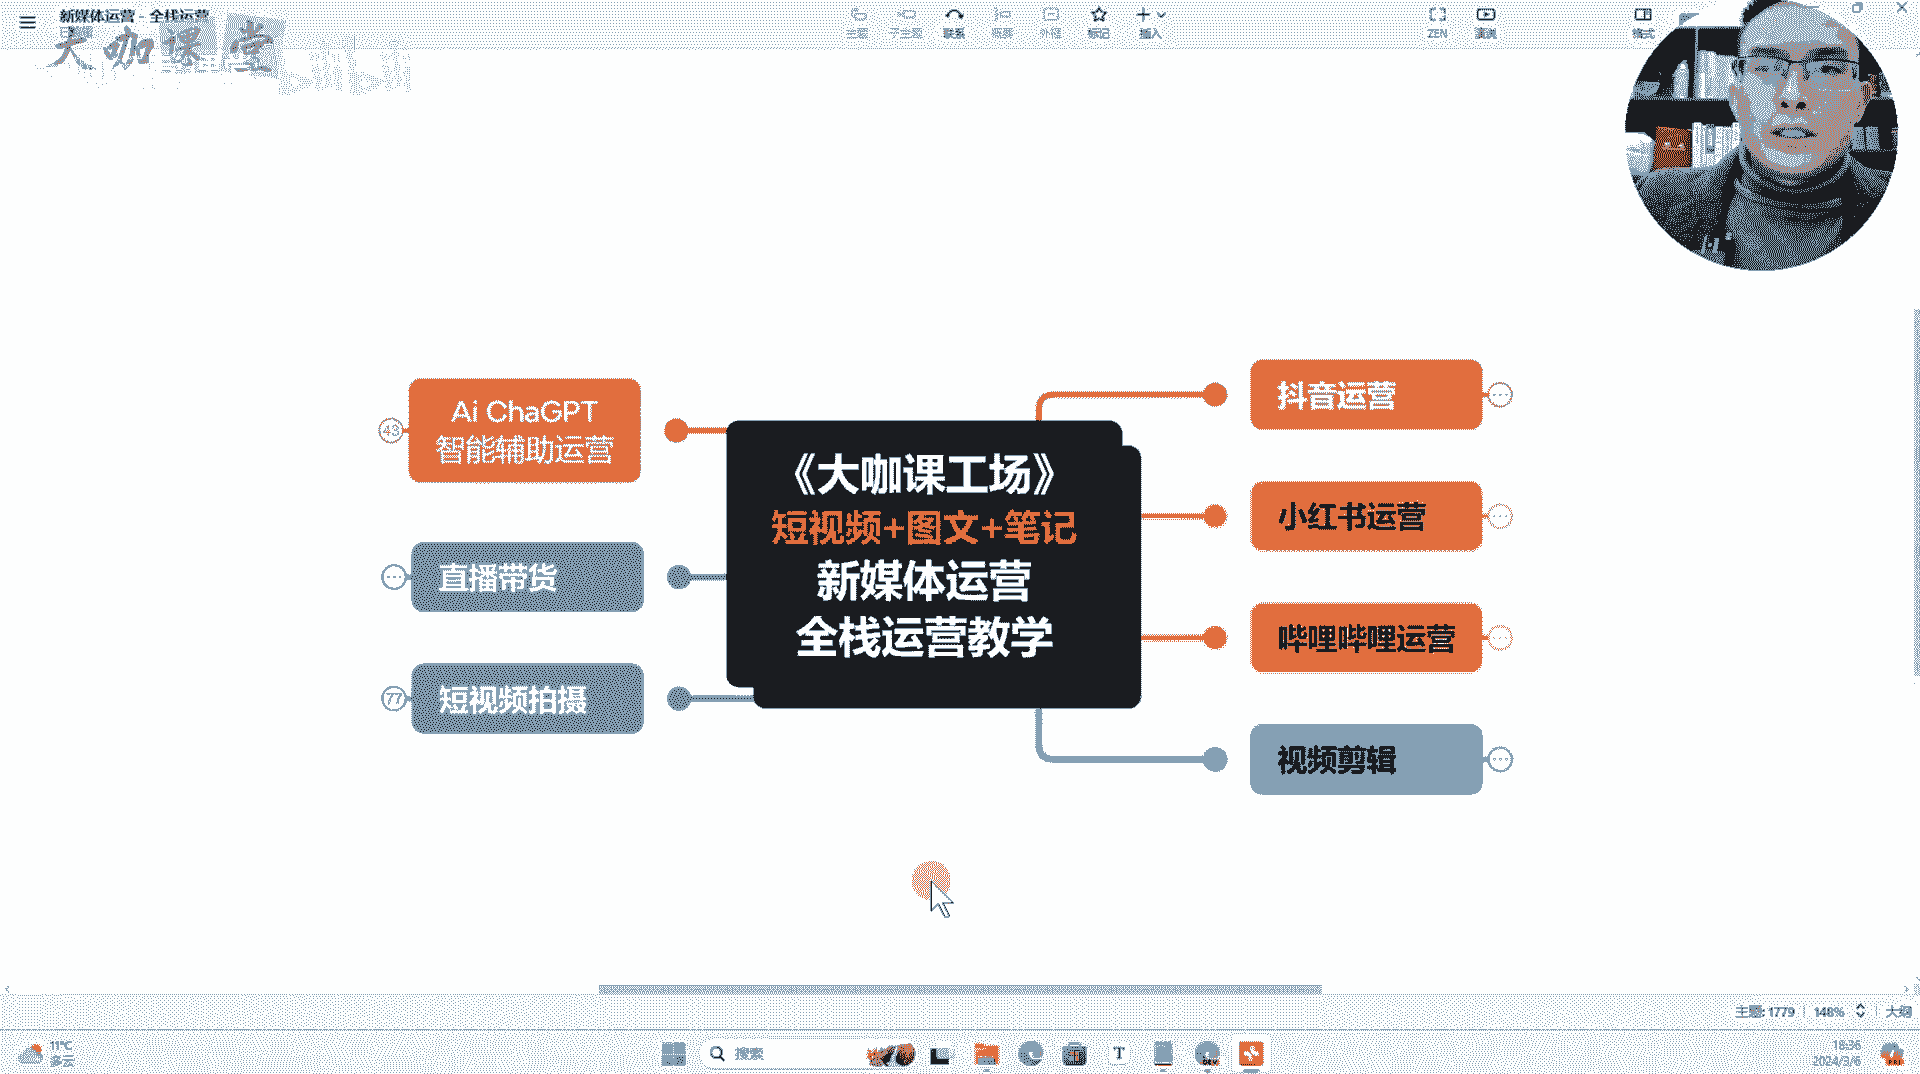 新媒体运营 - 全栈运营
大咖课堂
主题
子主题
联系
概要
外框
标记
插入
ZEN
演说
格式
Ai ChaGPT
智能辅助运营
43
直播带货
短视频拍摄
77
《大咖课工场》
短视频+图文+笔记
新媒体运营
全栈运营教学
抖音运营
小红书运营
哔哩哔哩运营
视频剪辑
主题: 1779
148%
大纲
11°C
多云
搜索
T
DEV
18:36
2024/3/6